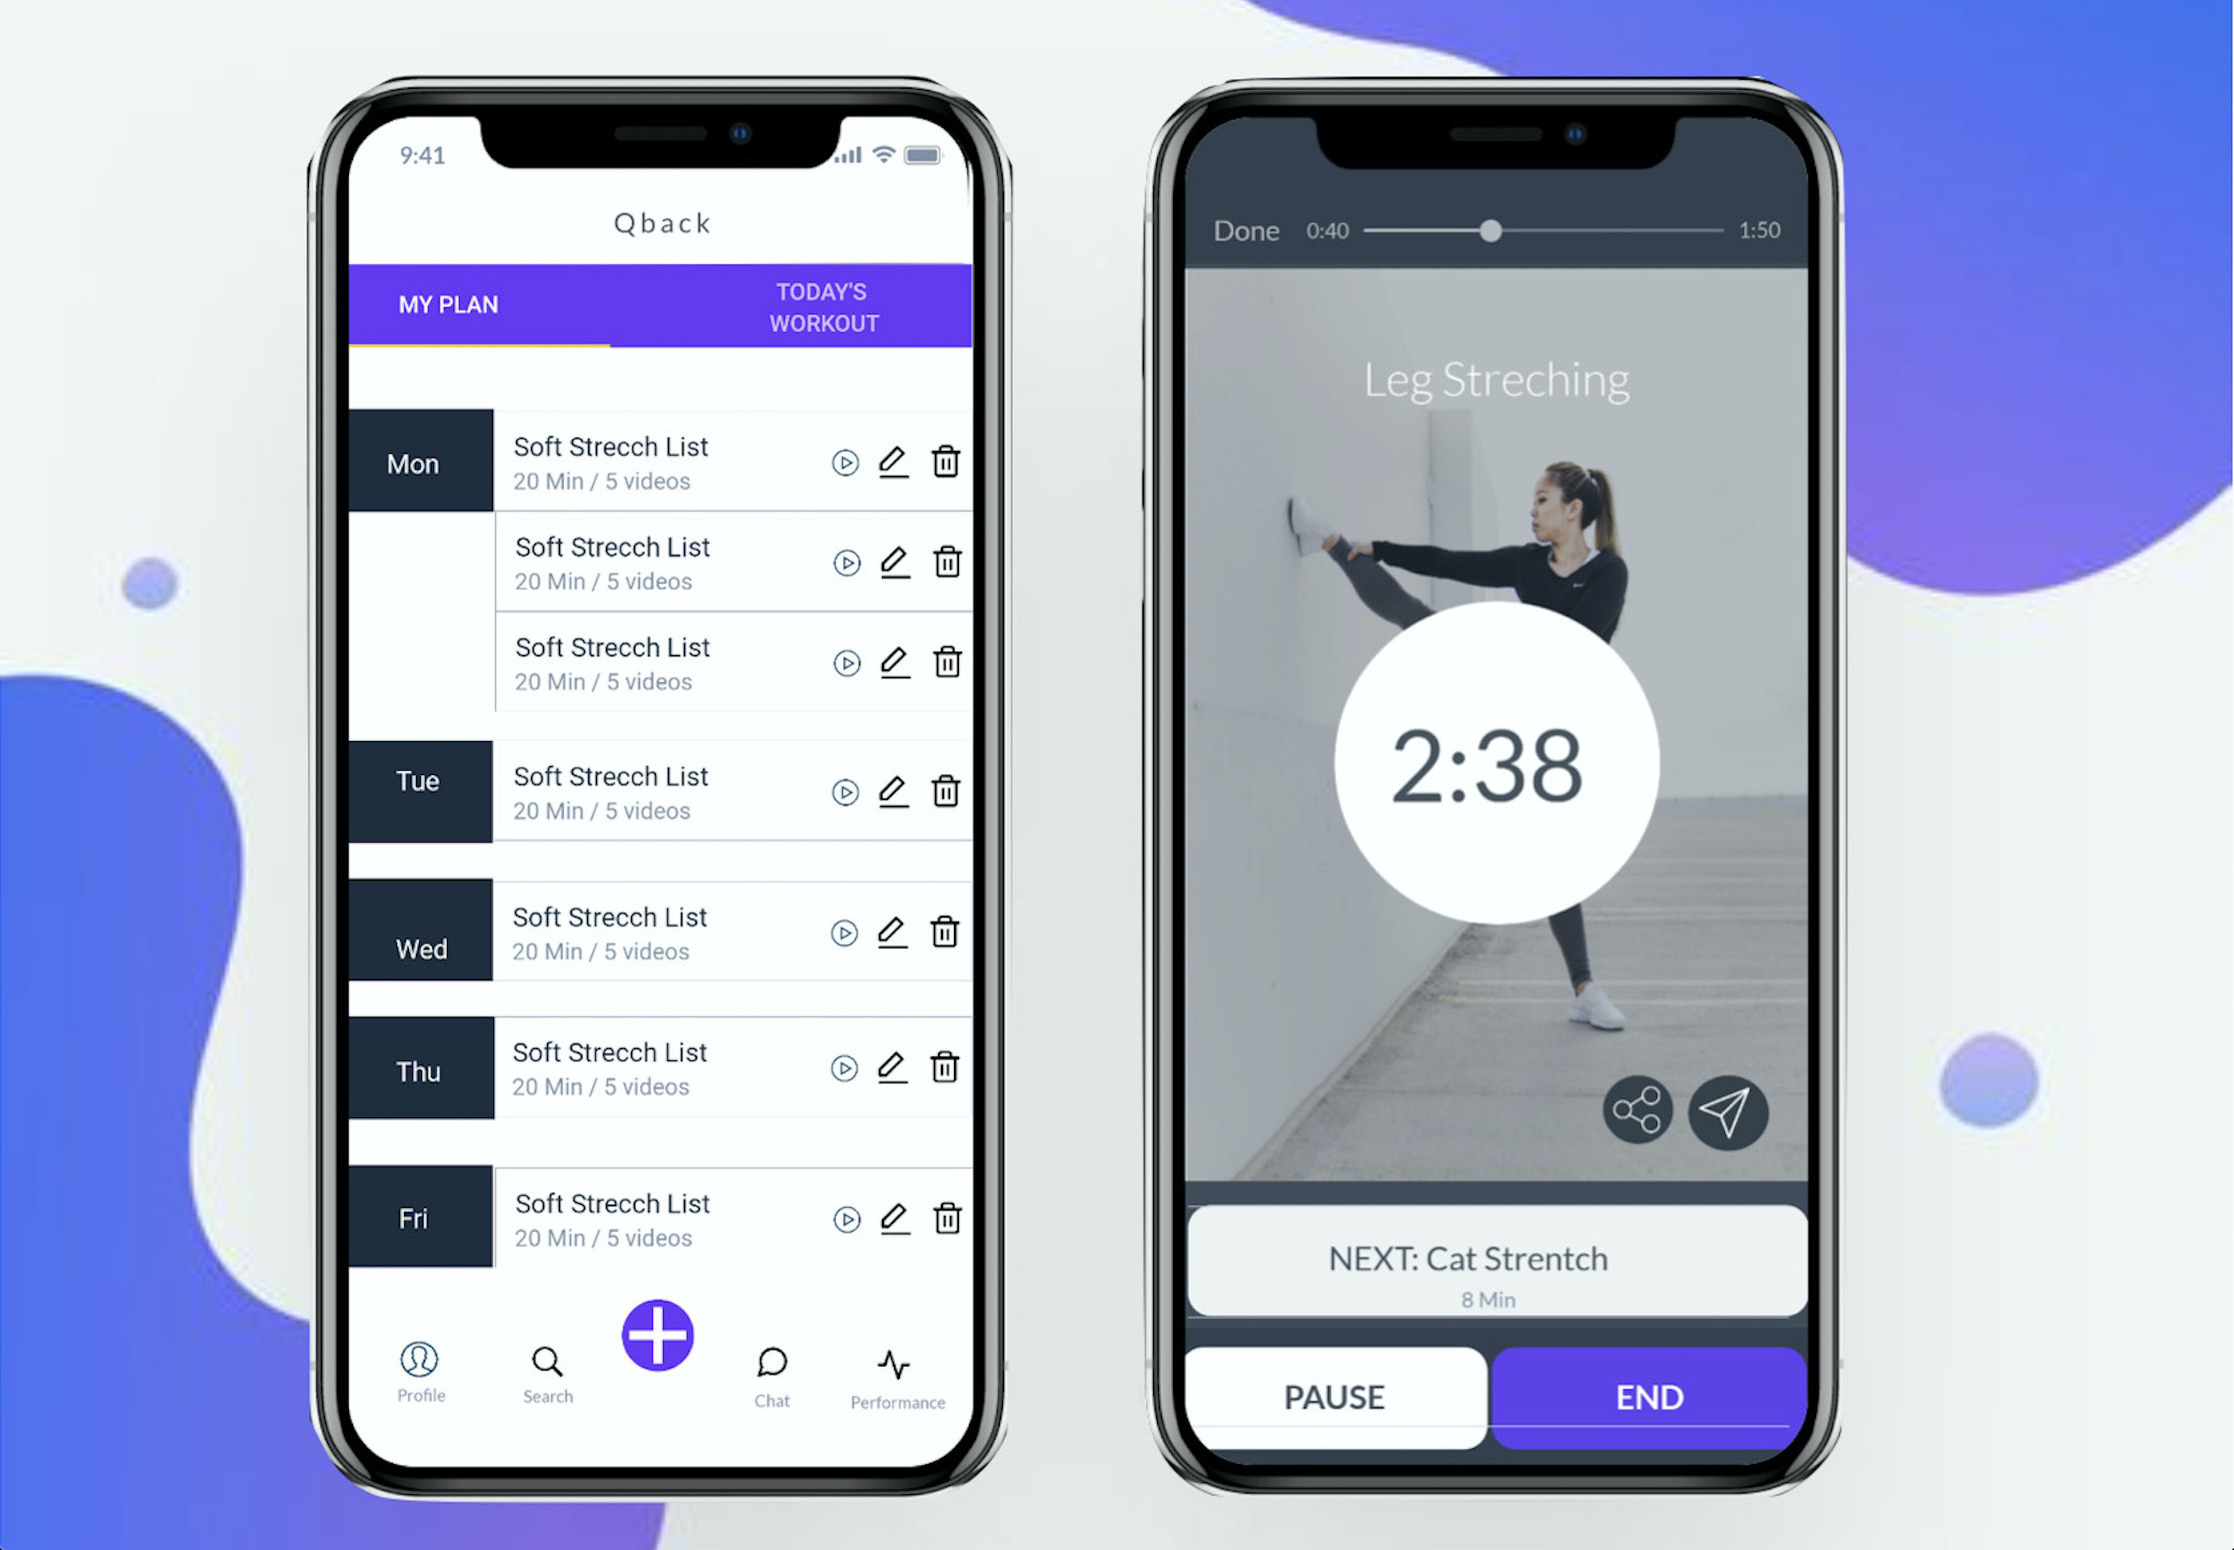 9:41
Qback
MY PLAN
TODAY'S
WORKOUT
Mon
Soft Strecch List
20 Min / 5 videos
Soft Strecch List
20 Min / 5 videos
Soft Strecch List
20 Min / 5 videos
Tue
Soft Strecch List
20 Min / 5 videos
Wed
Soft Strecch List
20 Min / 5 videos
Thu
Soft Strecch List
20 Min / 5 videos
Fri
Soft Strecch List
20 Min / 5 videos
Profile
Search
Chat
Performance
Done 0:40 1:50
Leg Streching
2:38
NEXT: Cat Strentch
8 Min
PAUSE
END